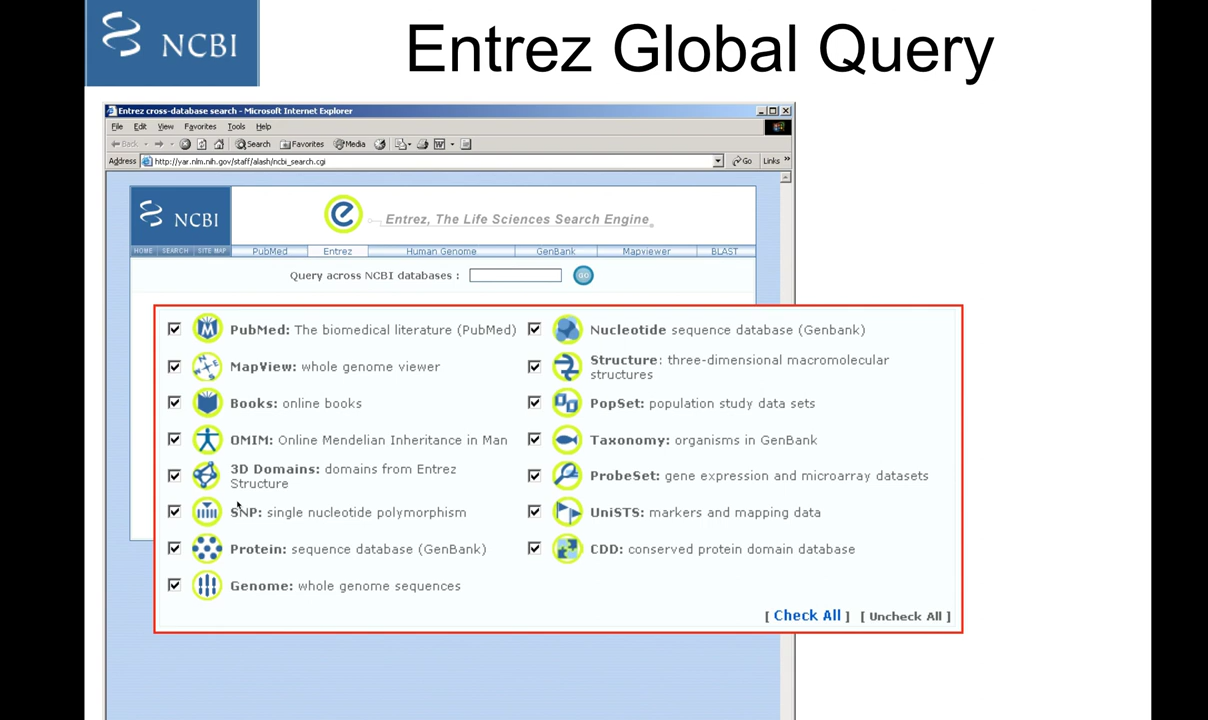 NCBI
Entrez Global Query
Entrez cross-database search - Microsoft Internet Explorer
File Edit View Favorites Tools Help
Back Search Favorites Media
Address http://yar.nlm.nih.gov/staff/alash/ncbi_search.cgi Go Links »
NCBI
Entrez, The Life Sciences Search Engine
HOME SEARCH SITE MAP PubMed Entrez Human Genome GenBank Mapviewer BLAST
Query across NCBI databases : GO
PubMed: The biomedical literature (PubMed)
MapView: whole genome viewer
Books: online books
OMIM: Online Mendelian Inheritance in Man
3D Domains: domains from Entrez
Structure
SNP: single nucleotide polymorphism
Protein: sequence database (GenBank)
Genome: whole genome sequences
Nucleotide sequence database (Genbank)
Structure: three-dimensional macromolecular
structures
PopSet: population study data sets
Taxonomy: organisms in GenBank
ProbeSet: gene expression and microarray datasets
UniSTS: markers and mapping data
CDD: conserved protein domain database
[ Check All ] [ Uncheck All ]